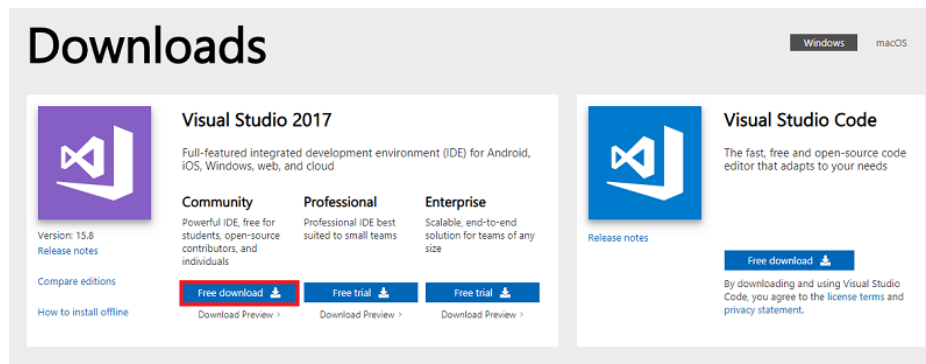 Downloads
Windows macOS
Visual Studio 2017
Full-featured integrated development environment (IDE) for Android,
iOS, Windows, web, and cloud
Community
Powerful IDE, free for
students, open-source
contributors, and
individuals
Free download
Download Preview >
Professional
Professional IDE best
suited to small teams
Free trial
Download Preview >
Enterprise
Scalable, end-to-end
solution for teams of any
size
Free trial
Download Preview >
Version: 15.8
Release notes
Compare editions
How to install offline
Visual Studio Code
The fast, free and open-source code
editor that adapts to your needs
Release notes
Free download
By downloading and using Visual Studio
Code, you agree to the license terms and
privacy statement.